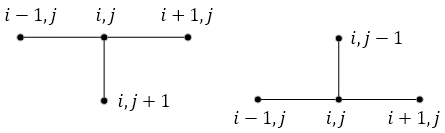 i − 1, j   i, j   i + 1, j
i, j + 1
i, j − 1
i − 1, j   i, j   i + 1, j